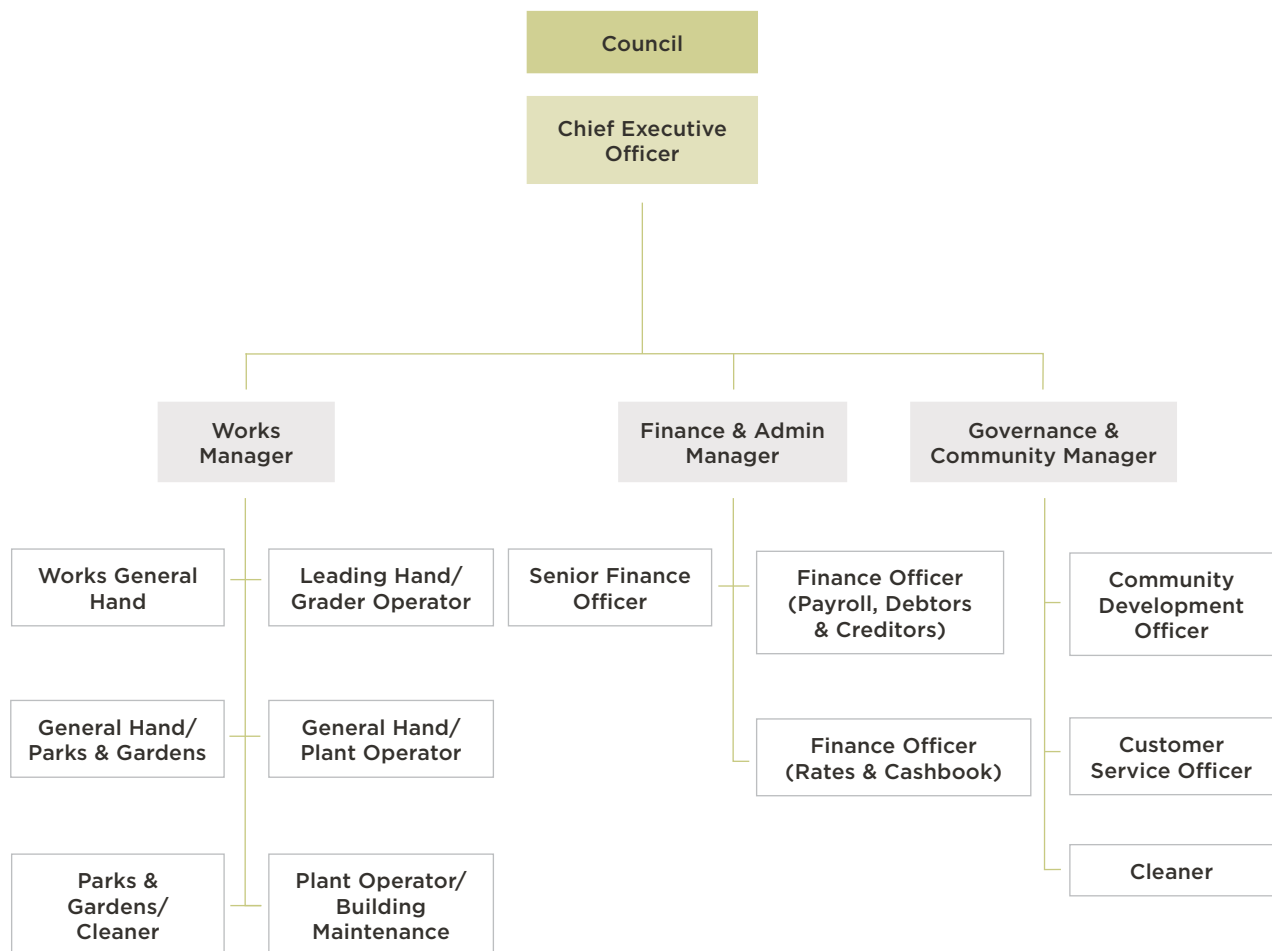 Council
Chief Executive
Officer
Works
Manager
Finance & Admin
Manager
Governance &
Community Manager
Works General
Hand
Leading Hand/
Grader Operator
Senior Finance
Officer
Finance Officer
(Payroll, Debtors
& Creditors)
Community
Development
Officer
General Hand/
Parks & Gardens
General Hand/
Plant Operator
Finance Officer
(Rates & Cashbook)
Customer
Service Officer
Parks &
Gardens/
Cleaner
Plant Operator/
Building
Maintenance
Cleaner